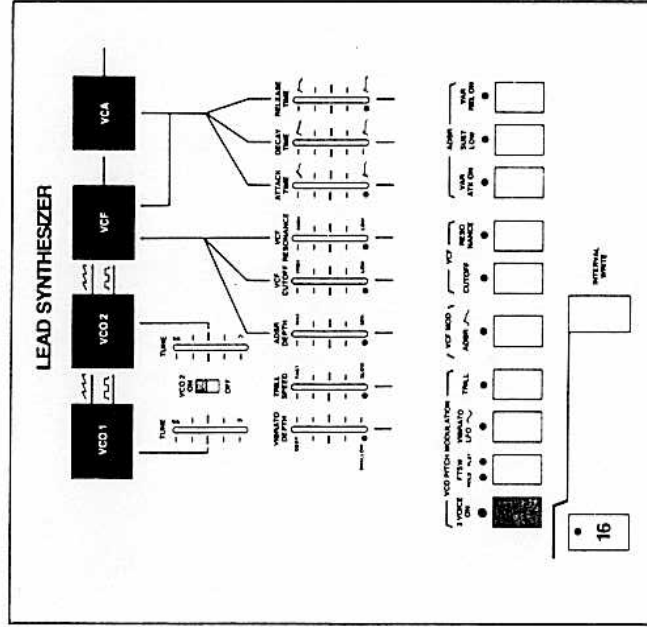 LEAD SYNTHESIZER
VCO 1
VCO 2
VCF
VCA
TUNE
VCO 2
ON
OFF
TUNE
VIBRATO
DEPTH
TRILL
SPEED
ADSR
DEPTH
VCF
CUTOFF
VCF
RESONANCE
ATTACK
TIME
DECAY
TIME
RELEASE
TIME
VCO PITCH MODULATION
VCF MOD
VCF
ADSR
2 VOICE
ON
FTSW
VIBRATO
LFO
TRILL
ADSR
CUTOFF
RESO
NANCE
VAR
ATK ON
SUST
LOW
VAR
REL ON
16
INTERNAL
WRITE